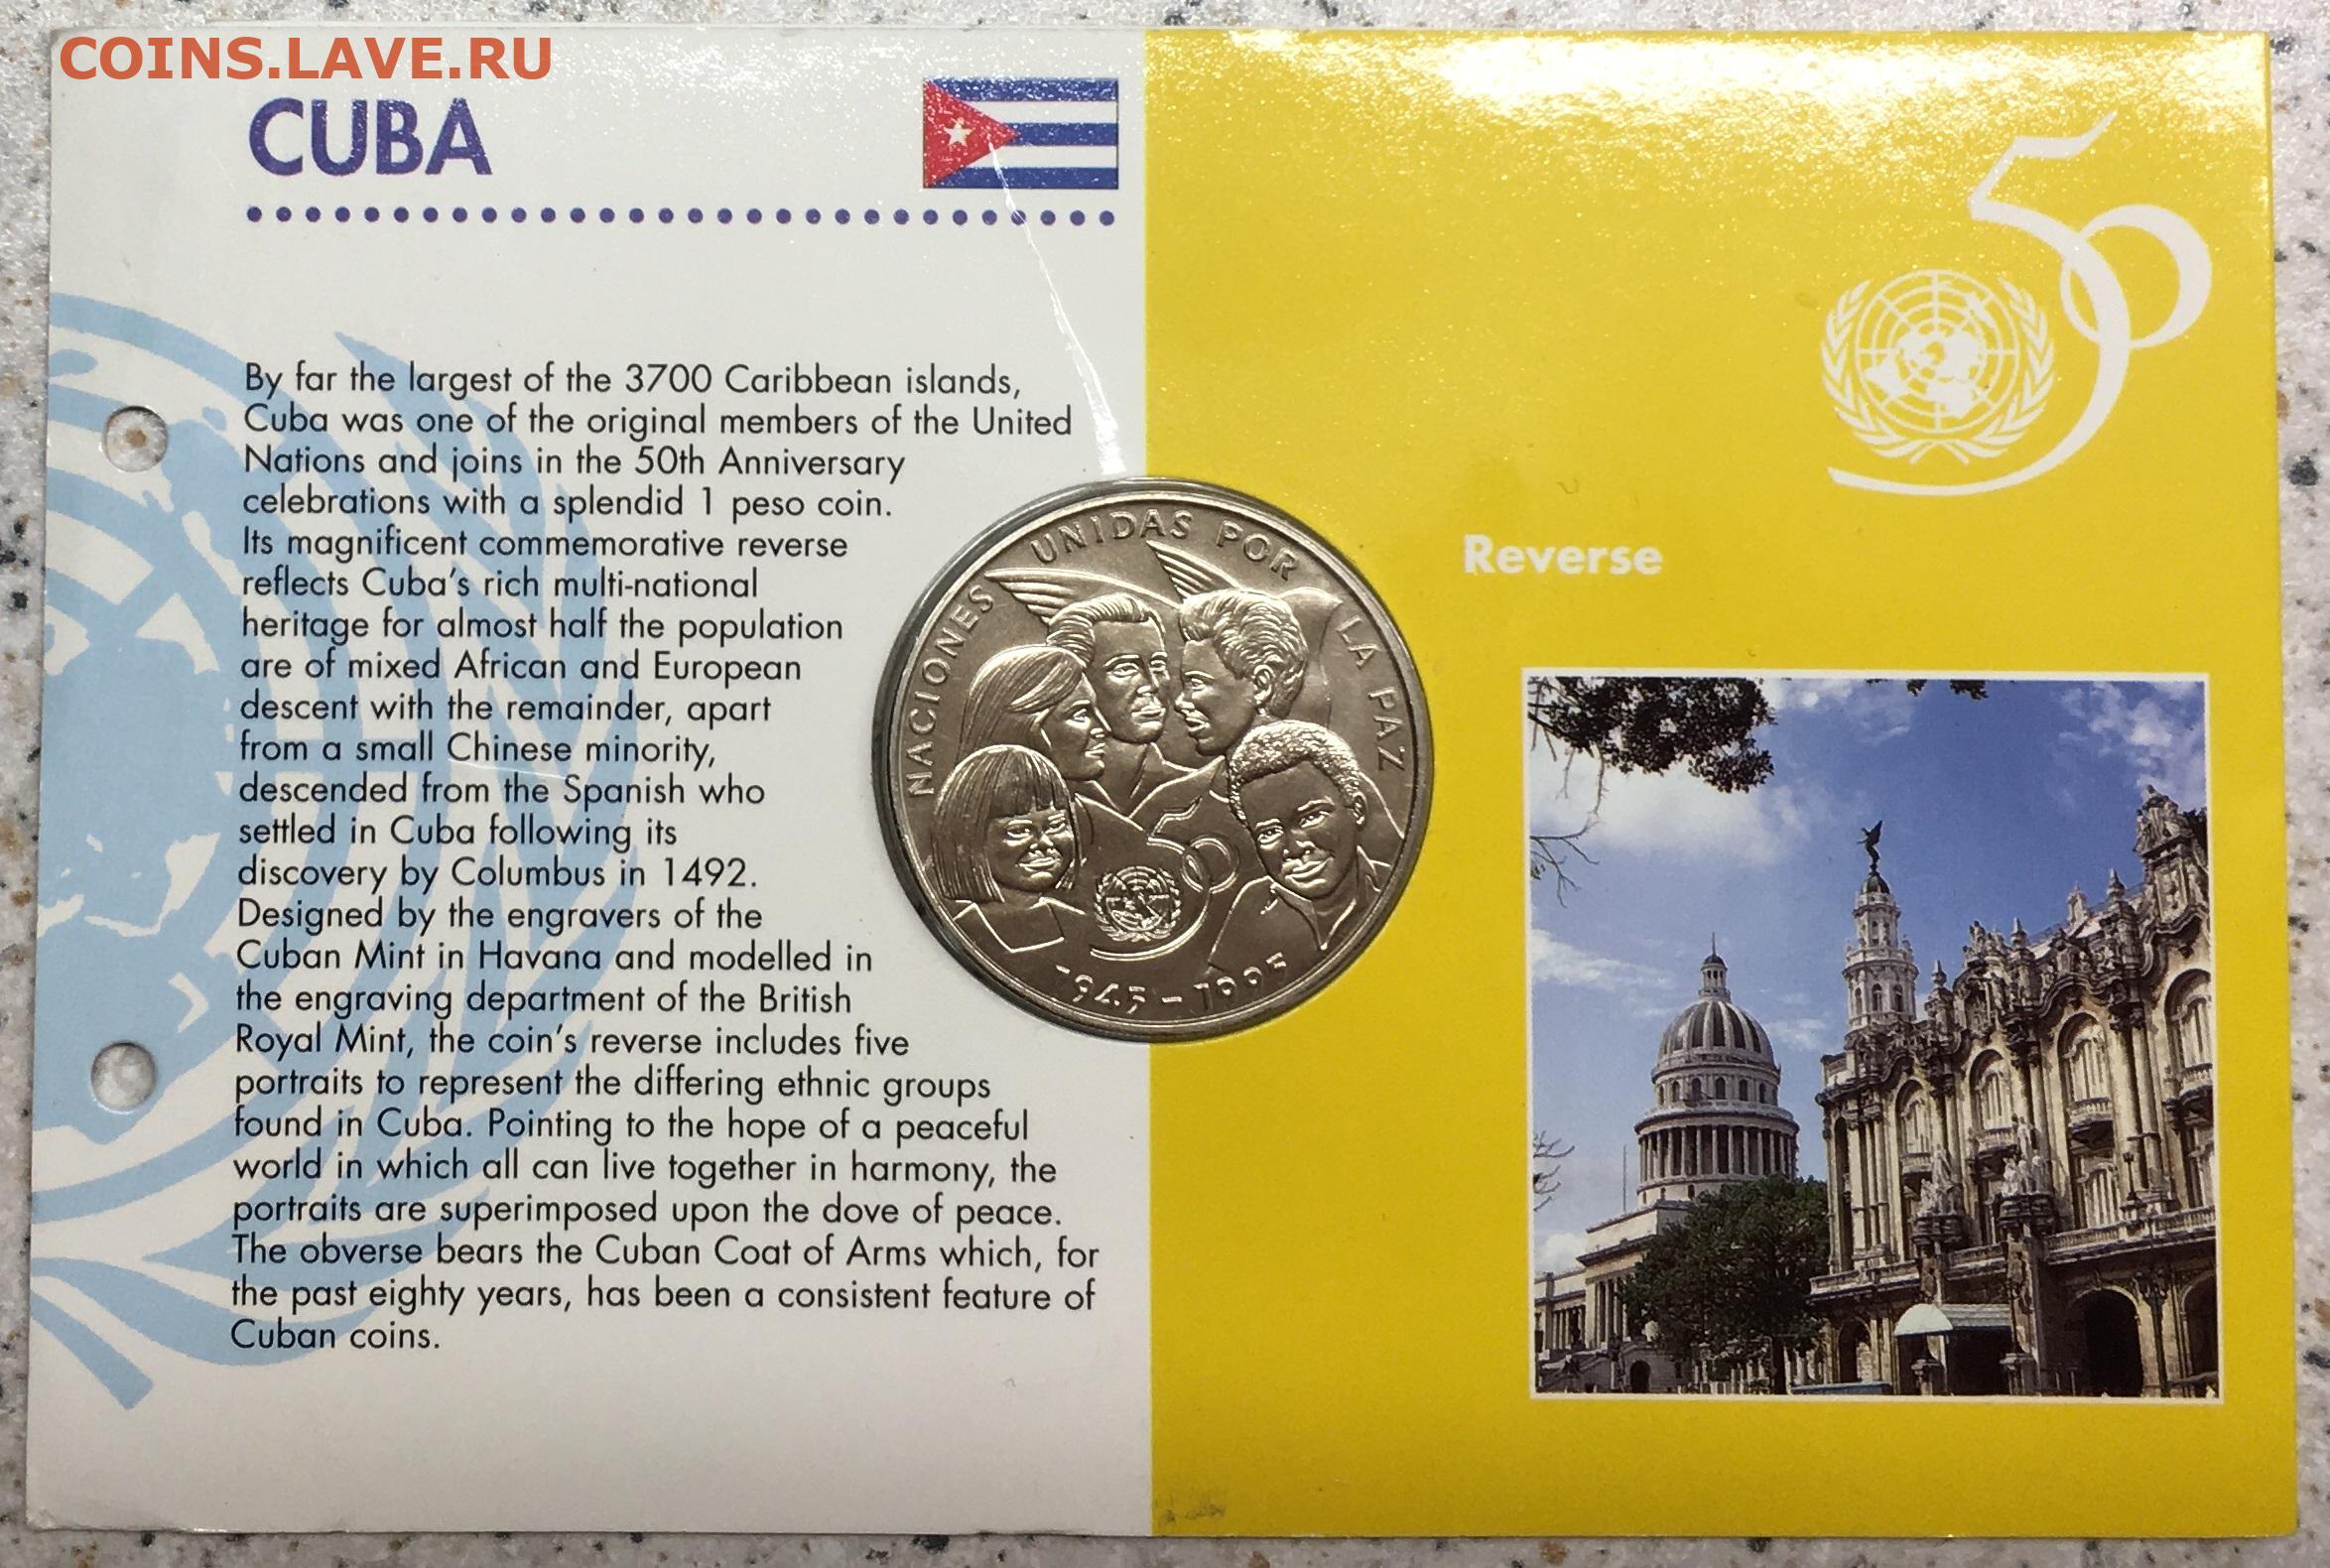 COINS.LAVE.RU
CUBA
By far the largest of the 3700 Caribbean islands,
Cuba was one of the original members of the United
Nations and joins in the 50th Anniversary
celebrations with a splendid 1 peso coin.
Its magnificent commemorative reverse
reflects Cuba's rich multi-national
heritage for almost half the population
are of mixed African and European
descent with the remainder, apart
from a small Chinese minority,
descended from the Spanish who
settled in Cuba following its
discovery by Columbus in 1492.
Designed by the engravers of the
Cuban Mint in Havana and modelled in
the engraving department of the British
Royal Mint, the coin's reverse includes five
portraits to represent the differing ethnic groups
found in Cuba. Pointing to the hope of a peaceful
world in which all can live together in harmony, the
portraits are superimposed upon the dove of peace.
The obverse bears the Cuban Coat of Arms which, for
the past eighty years, has been a consistent feature of
Cuban coins.
NACIONES UNIDAS POR LA PAZ
50
1945-1995
50
Reverse